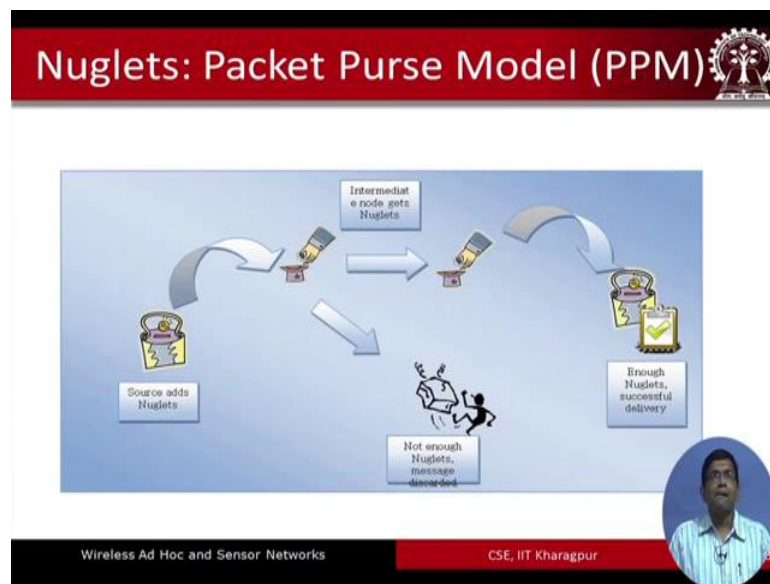 Nuglets: Packet Purse Model (PPM)
Intermediat
e node gets
Nuglets
Source adds
Nuglets
Enough
Nuglets,
successful
delivery
Not enough
Nuglets,
message
discarded
Wireless Ad Hoc and Sensor Networks
CSE, IIT Kharagpur